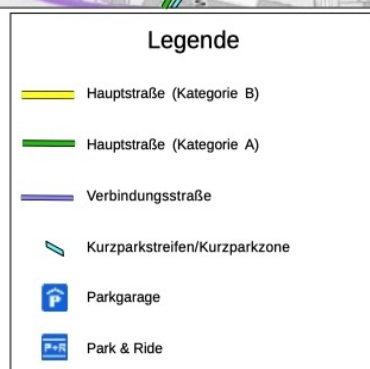 Legende
Hauptstraße (Kategorie B)
Hauptstraße (Kategorie A)
Verbindungsstraße
Kurzparkstreifen/Kurzparkzone
P
Parkgarage
P+R
Park & Ride